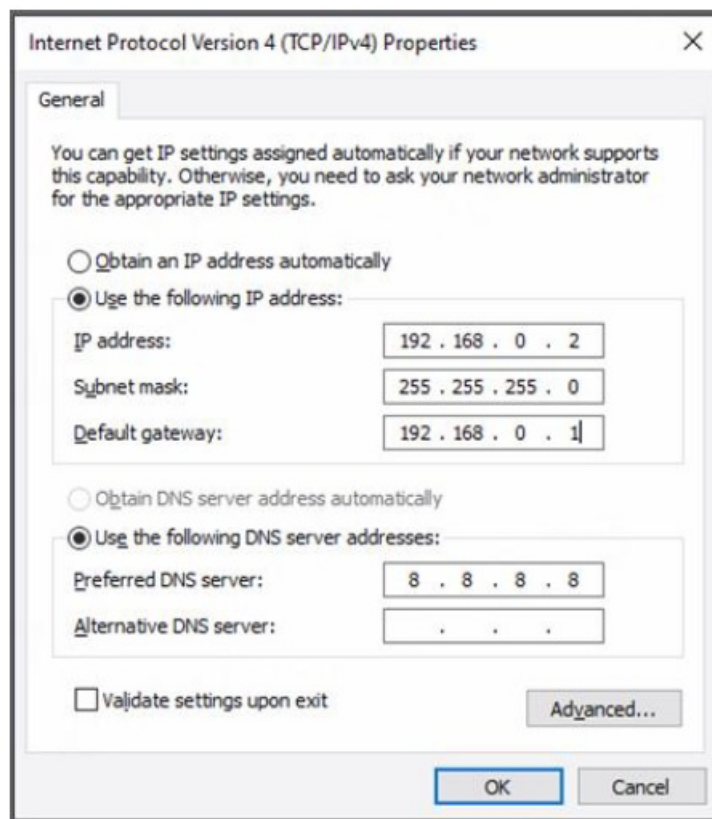 Internet Protocol Version 4 (TCP/IPv4) Properties
General
You can get IP settings assigned automatically if your network supports
this capability. Otherwise, you need to ask your network administrator
for the appropriate IP settings.
Obtain an IP address automatically
Use the following IP address:
IP address: 192 . 168 . 0 . 2
Subnet mask: 255 . 255 . 255 . 0
Default gateway: 192 . 168 . 0 . 1
Obtain DNS server address automatically
Use the following DNS server addresses:
Preferred DNS server: 8 . 8 . 8 . 8
Alternative DNS server: . . .
Validate settings upon exit
Advanced...
OK Cancel